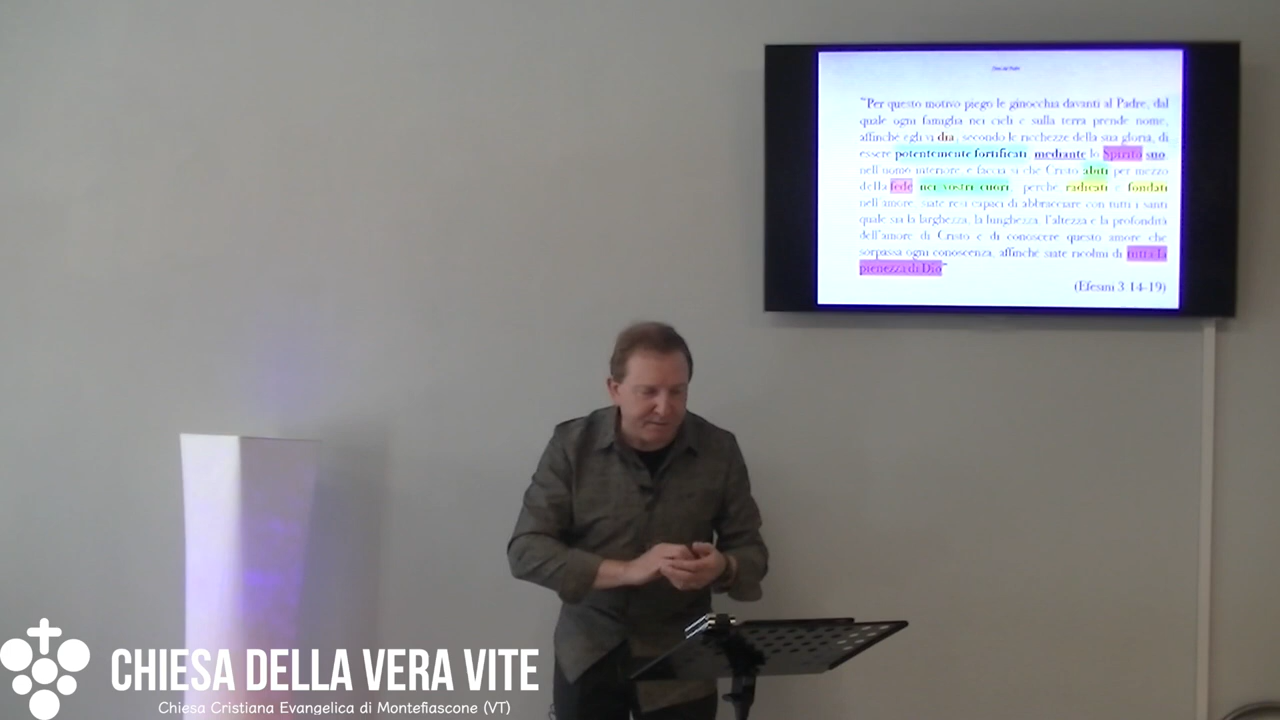 "Per questo motivo piego le ginocchia davanti al Padre, dal
quale ogni famiglia nei cieli e sulla terra prende nome,
affinché egli vi dia, secondo le ricchezze della sua gloria, di
essere potentemente fortificati, mediante lo Spirito suo,
nell'uomo interiore, e faccia sì che Cristo abiti per mezzo
della fede nei vostri cuori, perché radicati e fondati
nell'amore, siate resi capaci di abbracciare con tutti i santi
quale sia la larghezza, la lunghezza, l'altezza e la profondità
dell'amore di Cristo e di conoscere questo amore che
sorpassa ogni conoscenza, affinché siate ricolmi di tutta la
pienezza di Dio"
(Efesini 3 14-19)
CHIESA DELLA VERA VITE
Chiesa Cristiana Evangelica di Montefiascone (VT)